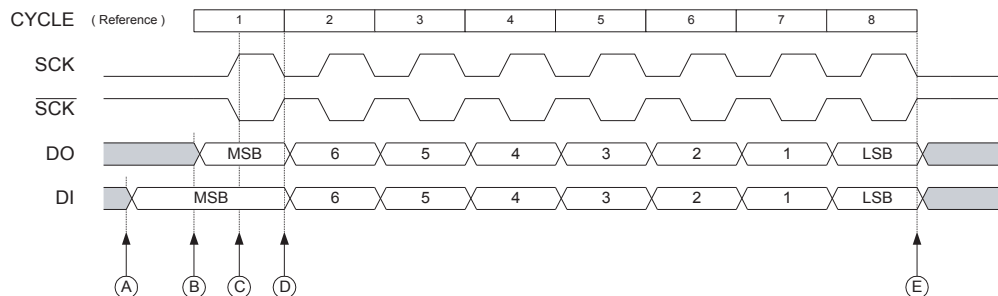 CYCLE ( Reference ) 1 2 3 4 5 6 7 8
SCK
SCK
DO MSB 6 5 4 3 2 1 LSB
DI MSB 6 5 4 3 2 1 LSB
A B C D E